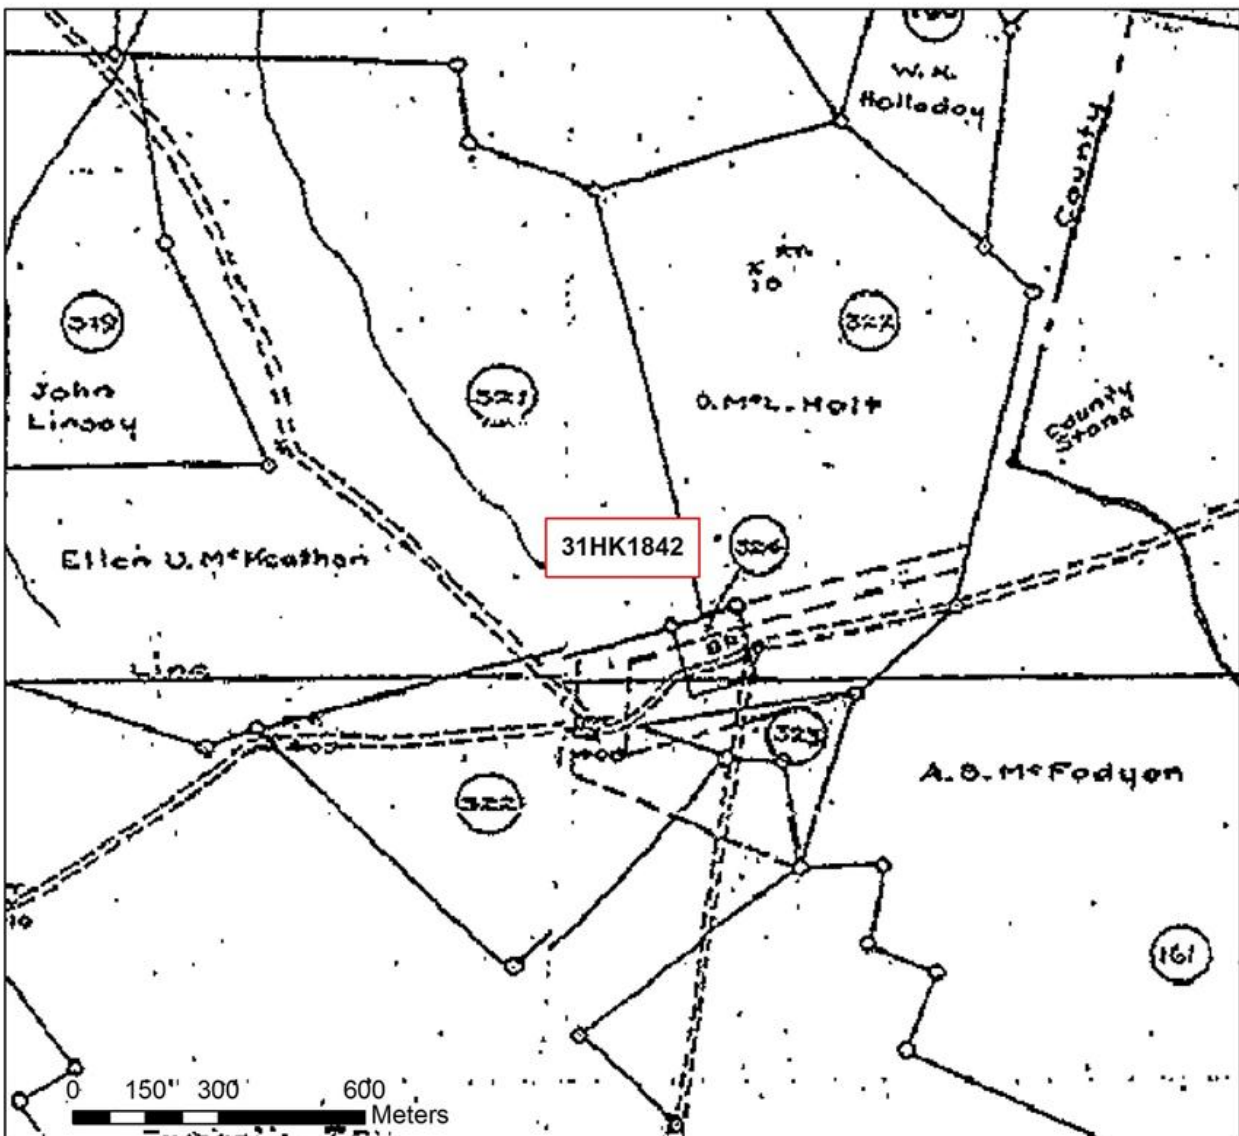 W. H.
Holladay
County
319
322
John
Linsay
321
D. McL. Holt
County
Stone
31HK1842
324
Ellen U. McKeathan
Line
323
322
A. S. McFadyen
161
10
0 150 300 600
Meters